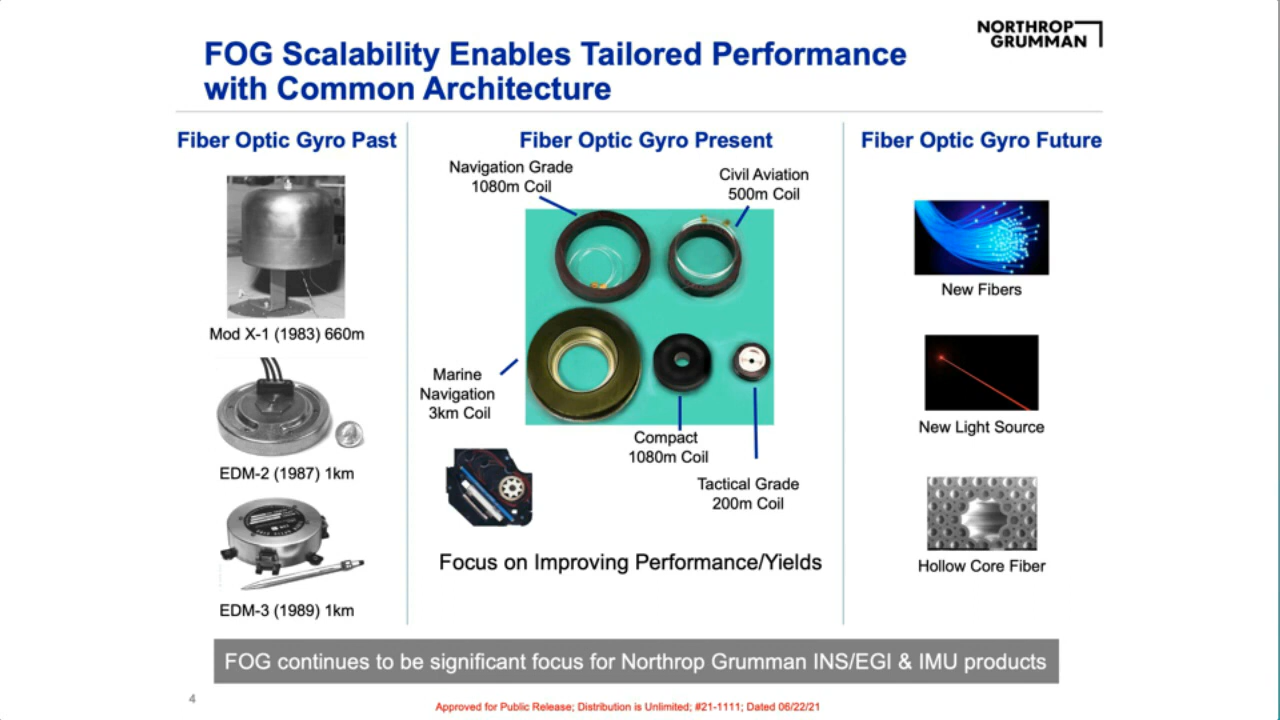 NORTHROP
GRUMMAN
FOG Scalability Enables Tailored Performance
with Common Architecture
Fiber Optic Gyro Past
Mod X-1 (1983) 660m
EDM-2 (1987) 1km
EDM-3 (1989) 1km
Fiber Optic Gyro Present
Navigation Grade
1080m Coil
Civil Aviation
500m Coil
Marine
Navigation
3km Coil
Compact
1080m Coil
Tactical Grade
200m Coil
Focus on Improving Performance/Yields
Fiber Optic Gyro Future
New Fibers
New Light Source
Hollow Core Fiber
FOG continues to be significant focus for Northrop Grumman INS/EGI & IMU products
4
Approved for Public Release; Distribution is Unlimited; #21-1111; Dated 06/22/21